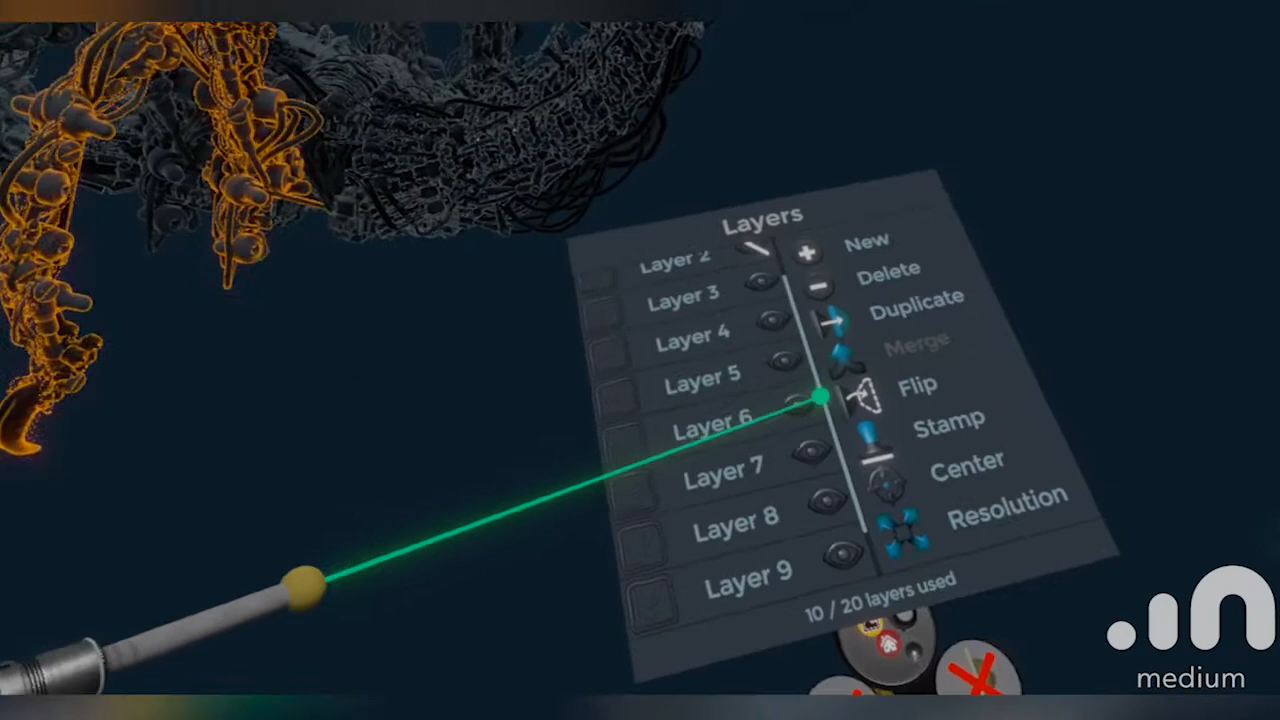 Layers
Layer 2
Layer 3
Layer 4
Layer 5
Layer 6
Layer 7
Layer 8
Layer 9
New
Delete
Duplicate
Merge
Flip
Stamp
Center
Resolution
10 / 20 layers used
medium